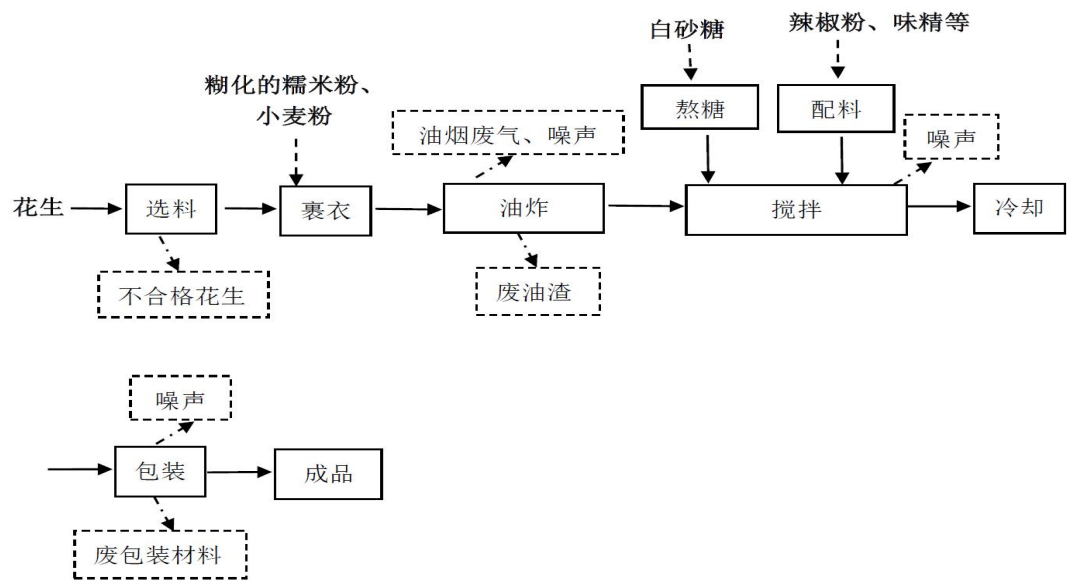 白砂糖
辣椒粉、味精等
糊化的糯米粉、
小麦粉
熬糖
配料
油烟废气、噪声
噪声
花生
选料
裹衣
油炸
搅拌
冷却
不合格花生
废油渣
噪声
包装
成品
废包装材料